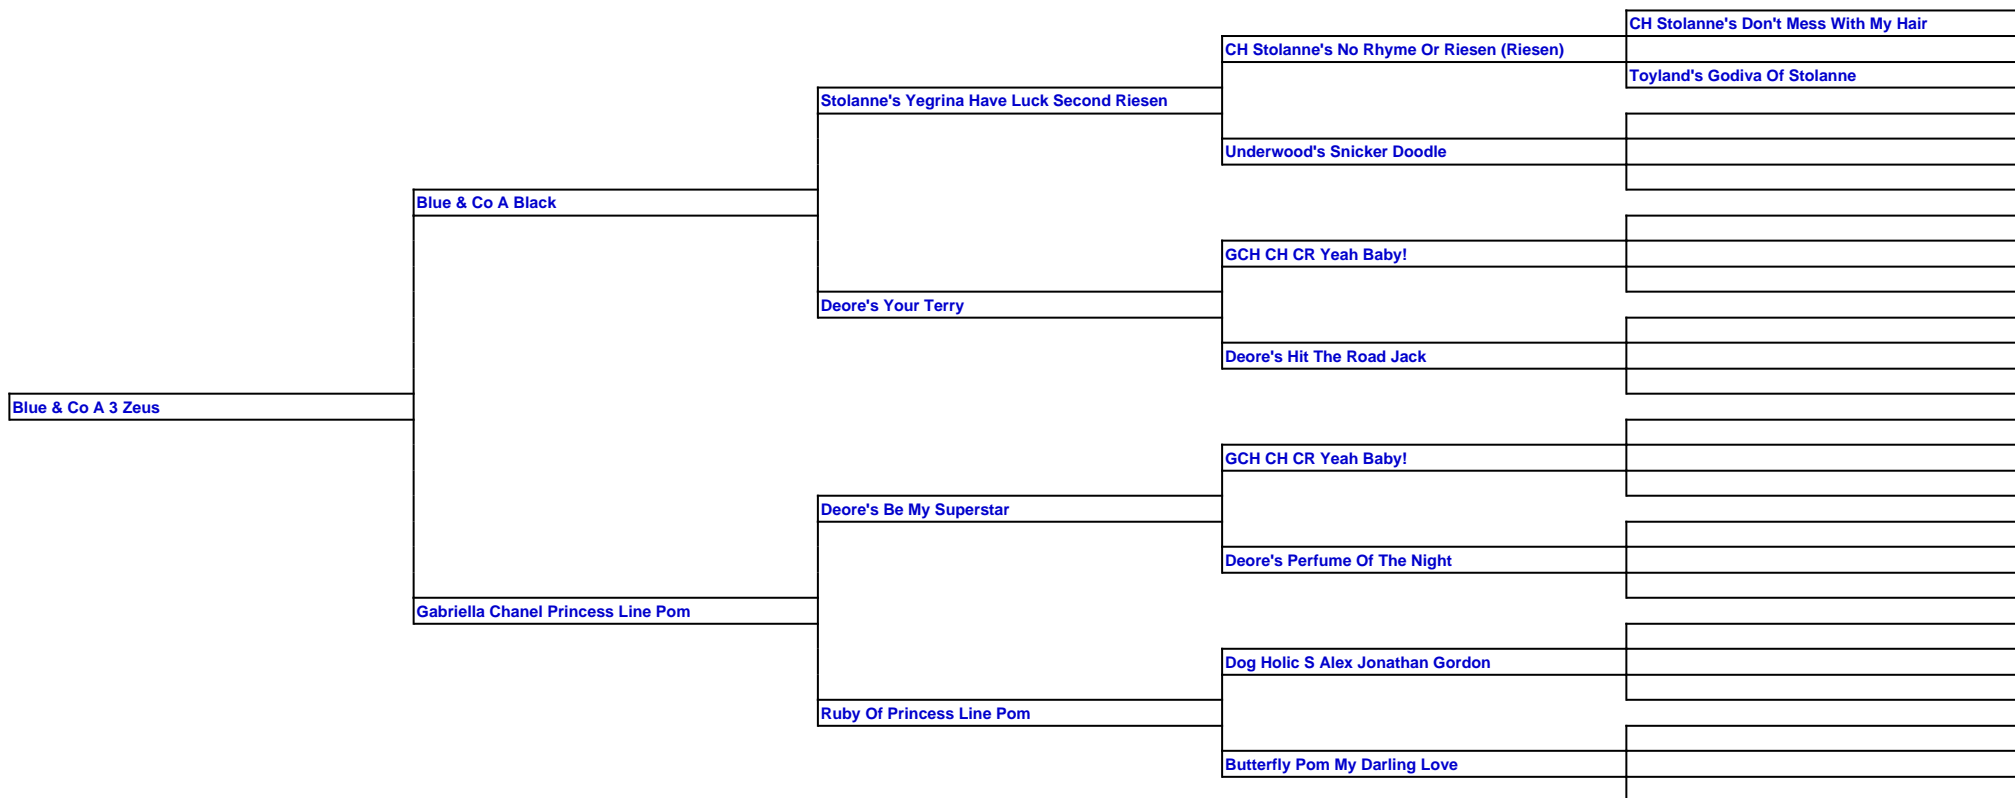 CH Stolanne's Don't Mess With My Hair
CH Stolanne's No Rhyme Or Riesen (Riesen)
Toyland's Godiva Of Stolanne
Stolanne's Yegrina Have Luck Second Riesen
Underwood's Snicker Doodle
Blue & Co A Black
GCH CH CR Yeah Baby!
Deore's Your Terry
Deore's Hit The Road Jack
Blue & Co A 3 Zeus
GCH CH CR Yeah Baby!
Deore's Be My Superstar
Deore's Perfume Of The Night
Gabriella Chanel Princess Line Pom
Dog Holic S Alex Jonathan Gordon
Ruby Of Princess Line Pom
Butterfly Pom My Darling Love